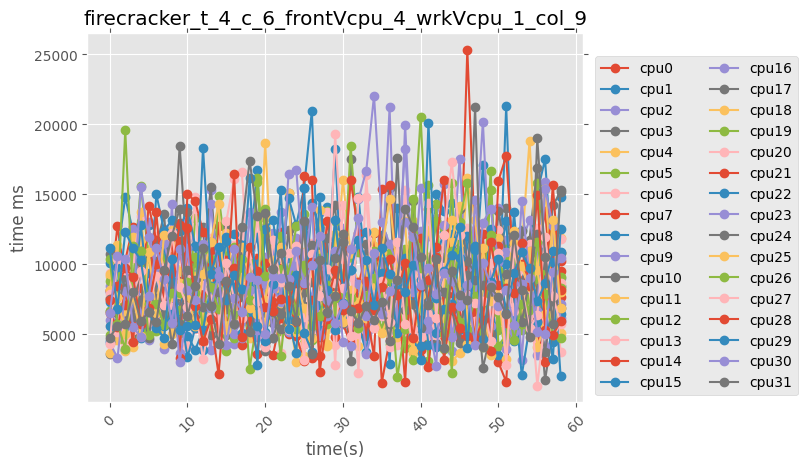 firecracker_t_4_c_6_frontVcpu_4_wrkVcpu_1_col_9
25000
20000
15000
10000
5000
time ms
0
10
20
30
40
50
60
time(s)
cpu0
cpu1
cpu2
cpu3
cpu4
cpu5
cpu6
cpu7
cpu8
cpu9
cpu10
cpu11
cpu12
cpu13
cpu14
cpu15
cpu16
cpu17
cpu18
cpu19
cpu20
cpu21
cpu22
cpu23
cpu24
cpu25
cpu26
cpu27
cpu28
cpu29
cpu30
cpu31